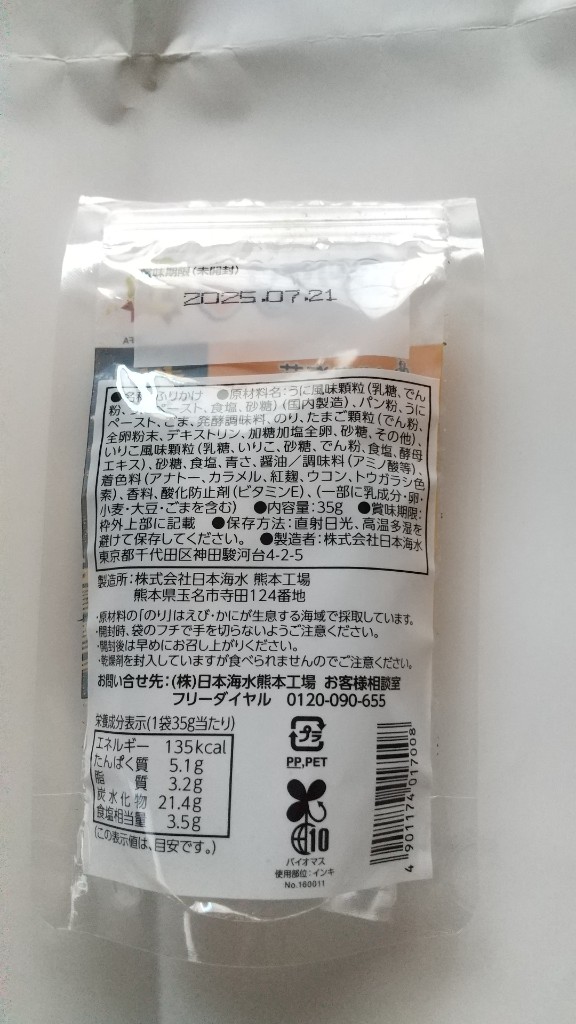 賞味期限(未開封)
2025.07.21
●名称:ふりかけ ●原材料名:うに風味顆粒(乳糖、でん
粉、ペースト、食塩、砂糖)(国内製造)、パン粉、うに
ペースト、ごま、発酵調味料、のり、たまご顆粒(でん粉、
全卵粉末、デキストリン、加糖加塩全卵、砂糖、その他)、
いりこ風味顆粒(乳糖、いりこ、砂糖、でん粉、食塩、酵母
エキス)、砂糖、食塩、青さ、醤油/調味料(アミノ酸等)、
着色料(アナトー、カラメル、紅麹、ウコン、トウガラシ色
素)、香料、酸化防止剤(ビタミンE)、(一部に乳成分・卵・
小麦・大豆・ごまを含む) ●内容量:35g ●賞味期限:
枠外上部に記載 ●保存方法:直射日光、高温多湿を
避けて保存してください。 ●製造者:株式会社日本海水
東京都千代田区神田駿河台4-2-5
製造所:株式会社日本海水 熊本工場
熊本県玉名市寺田124番地
・原材料の「のり」はえび・かにが生息する海域で採取しています。
・開封時、袋のフチで手を切らないようご注意ください。
・開封後は早めにお召し上がりください。
・乾燥剤を封入していますが食べられませんのでご注意ください。
お問い合せ先:(株)日本海水熊本工場 お客様相談室
フリーダイヤル 0120-090-655
栄養成分表示(1袋35g当たり)
エネルギー 135kcal
たんぱく質 5.1g
脂質 3.2g
炭水化物 21.4g
食塩相当量 3.5g
(この表示値は、目安です。)
プラ
PP,PET
10
バイオマス
使用部位:インキ
No.160011
4 901174 017008